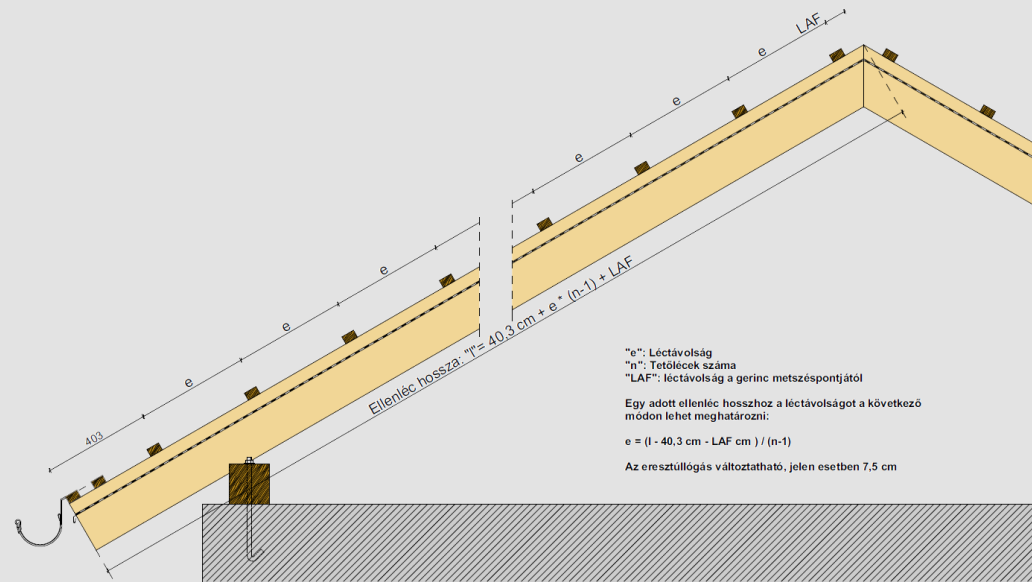 LAF
e
e
e
e
e
e
403
Ellenléc hossza: "l"= 40,3 cm + e * (n-1) + LAF
"e": Léctávolság
"n": Tetőlécek száma
"LAF": léctávolság a gerinc metszéspontjától
Egy adott ellenléc hosszhoz a léctávolságot a következő
módon lehet meghatározni:
e = (l - 40,3 cm - LAF cm ) / (n-1)
Az eresztúllógás változtatható, jelen esetben 7,5 cm